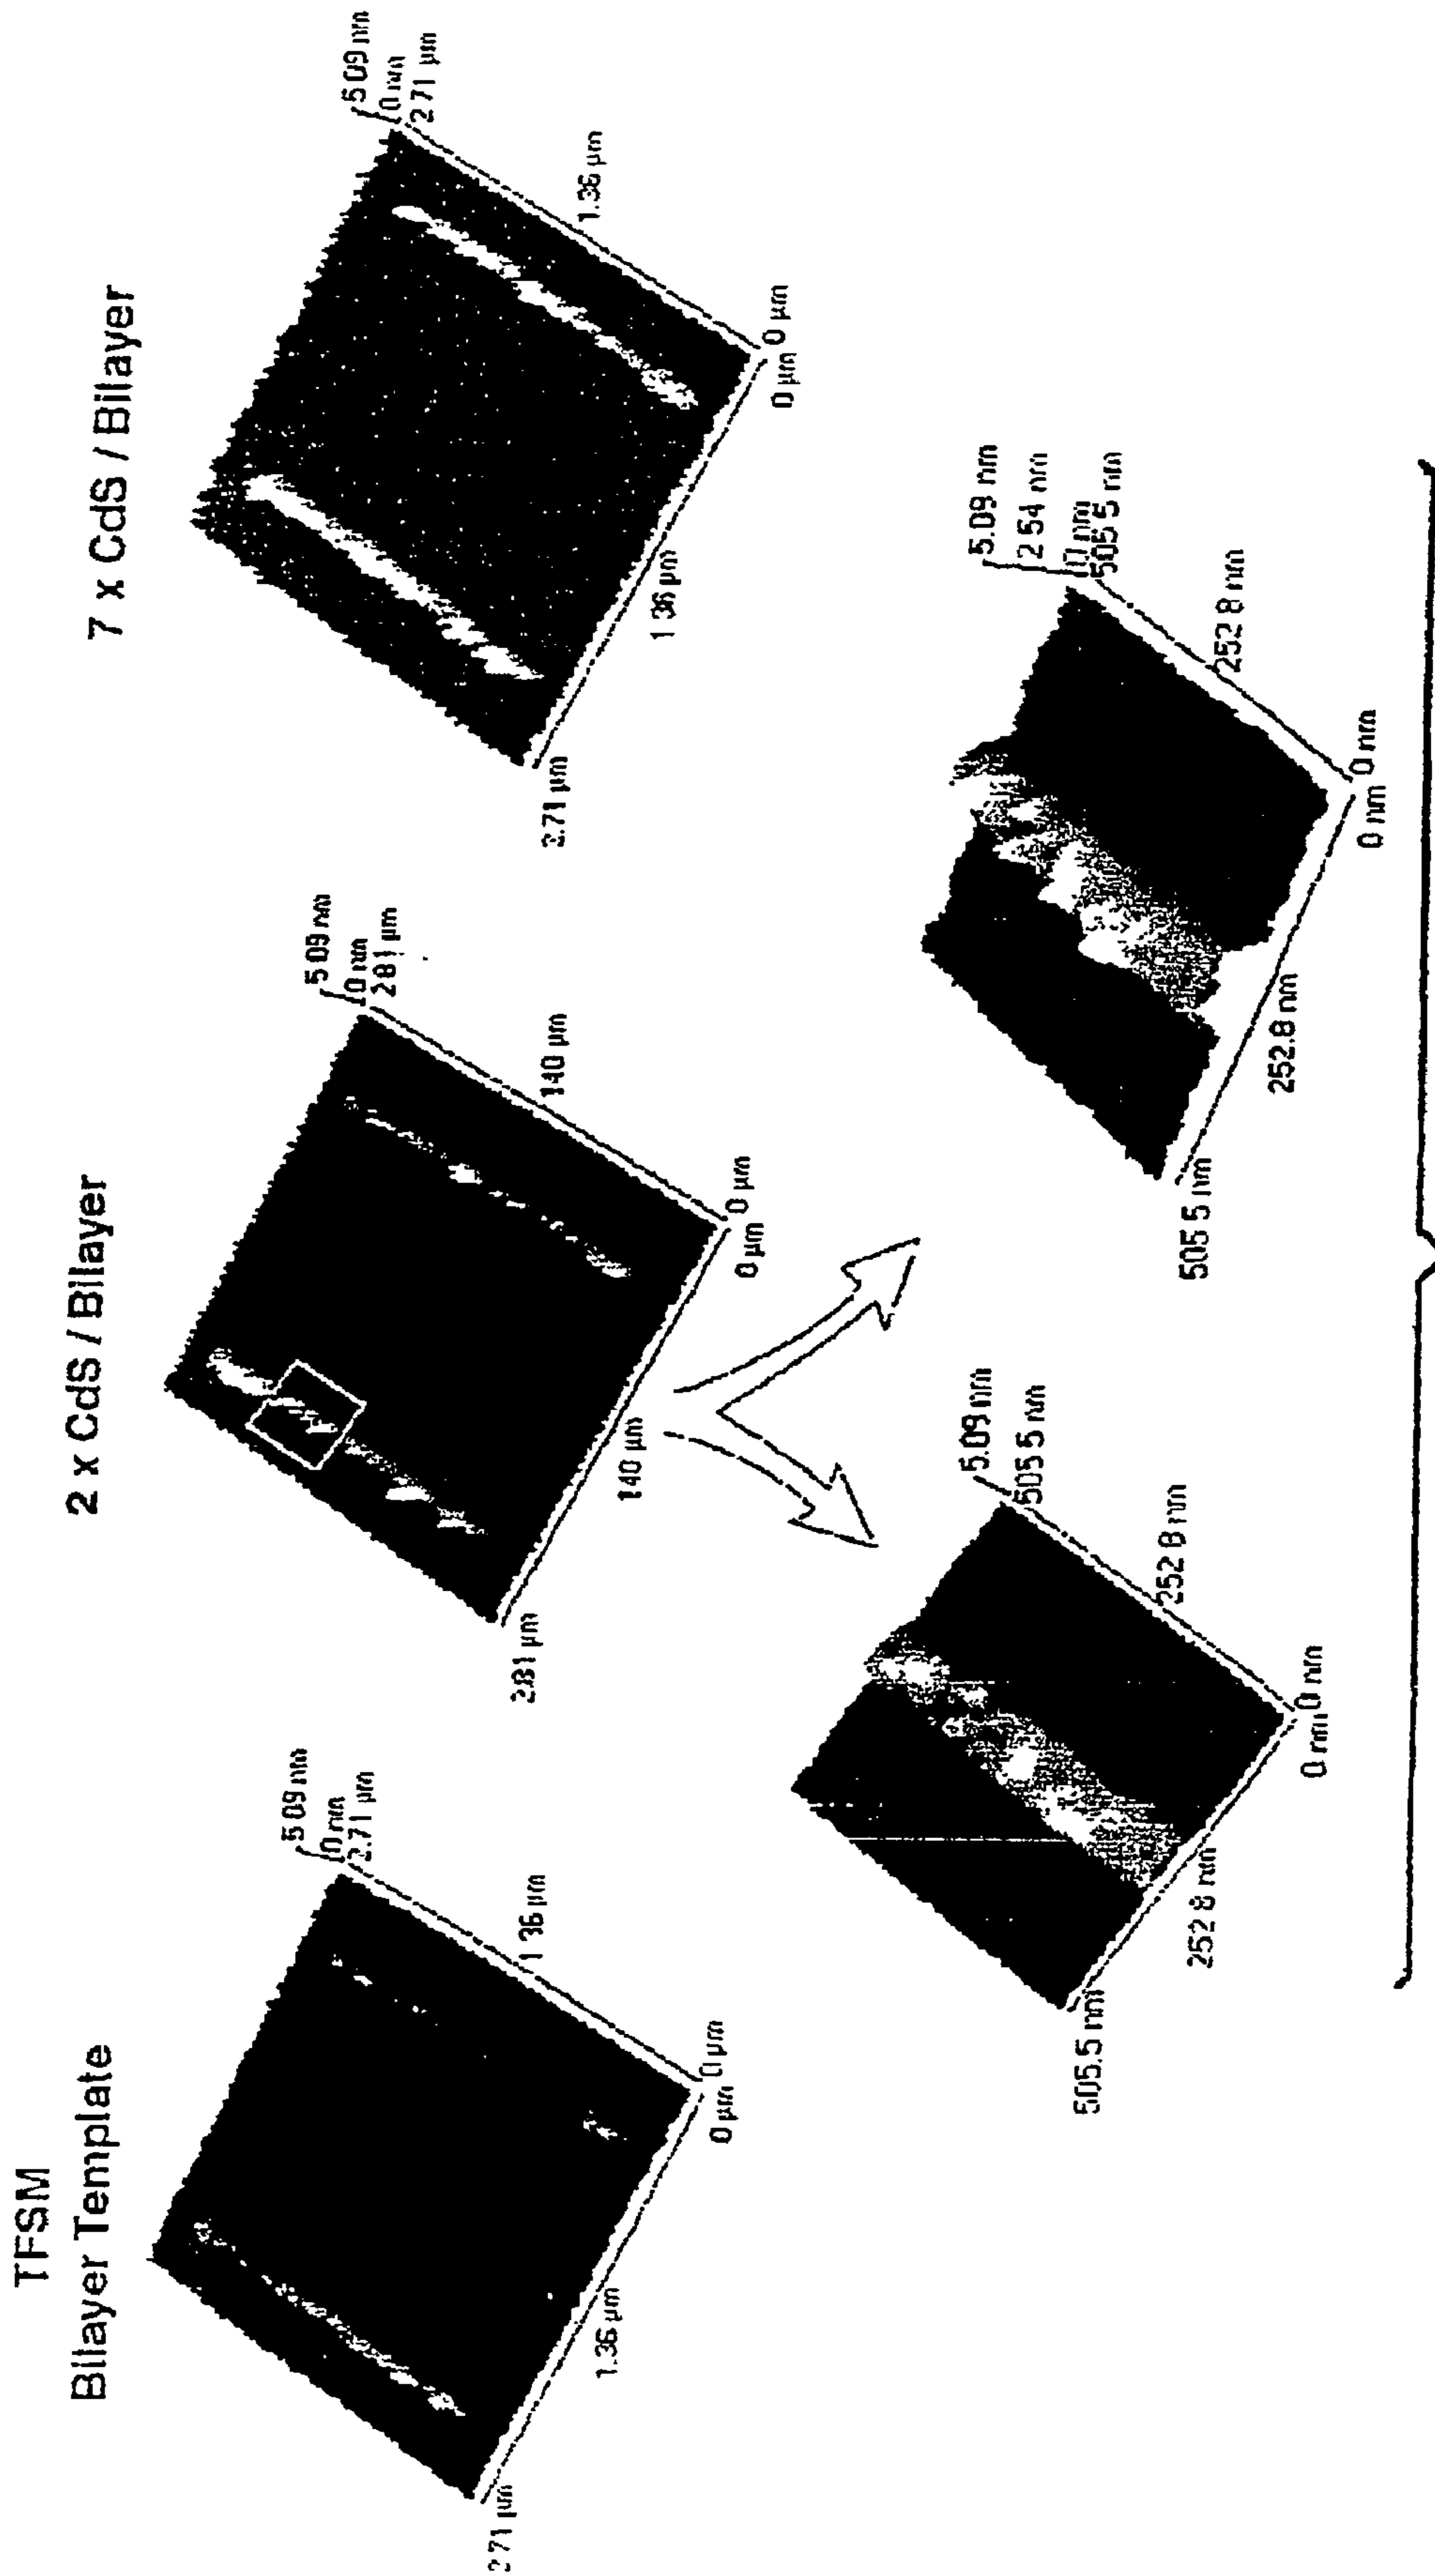 TFSM
Bilayer Template
5 09 nm
0 nm
2.71 µm
1 36 µm
0 µm
0 µm
1.36 µm
2 71 µm
2 x CdS / Bilayer
5 09 nm
0 nm
2 81 µm
1 40 µm
0 µm
0 µm
1 40 µm
2.81 µm
7 x CdS / Bilayer
5 09 nm
0 nm
2 71 µm
1.36 µm
0 µm
0 µm
1 36 µm
2.71 µm
5.09 nm
505 5 nm
252 8 nm
0 nm
0 nm
252 8 nm
505.5 nm
5.09 nm
2 54 nm
0 nm
505 5 nm
252 8 nm
0 nm
0 nm
252.8 nm
505 5 nm